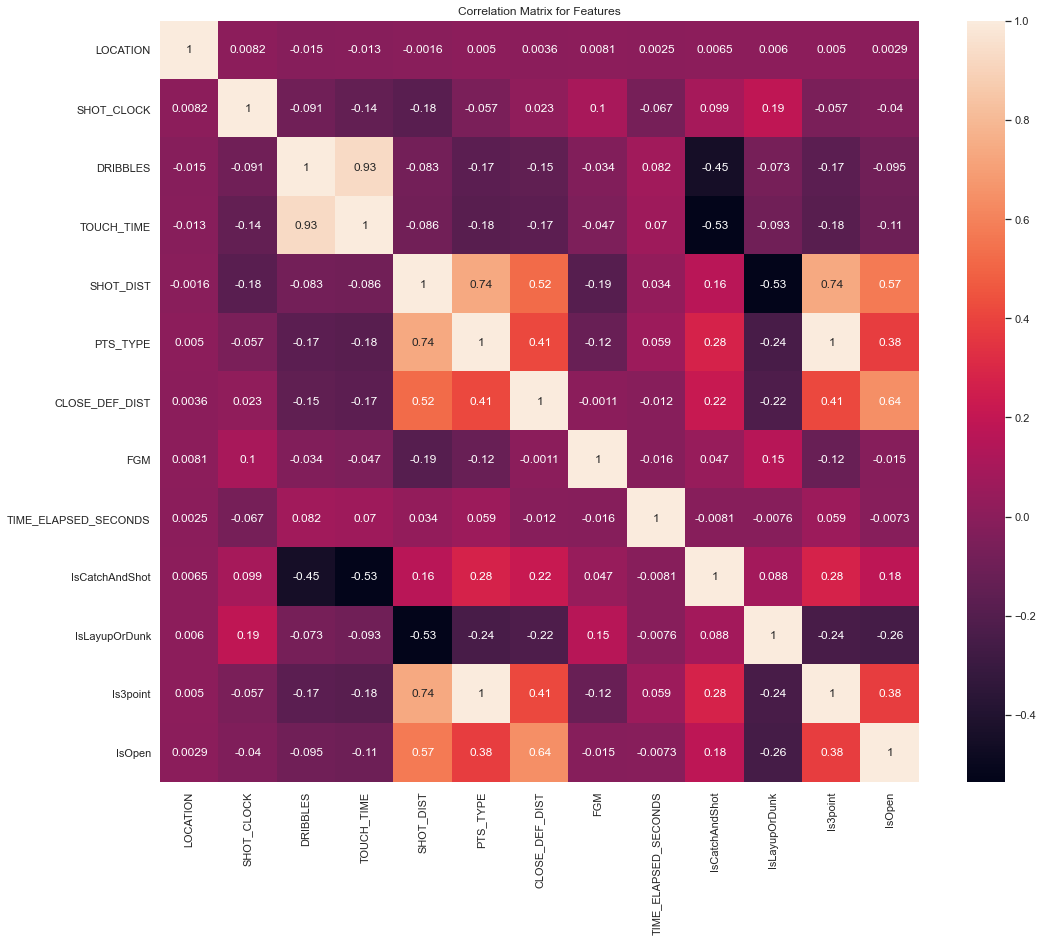 Correlation Matrix for Features
LOCATION 1 0.0082 -0.015 -0.013 -0.0016 0.005 0.0036 0.0081 0.0025 0.0065 0.006 0.005 0.0029
SHOT_CLOCK 0.0082 1 -0.091 -0.14 -0.18 -0.057 0.023 0.1 -0.067 0.099 0.19 -0.057 -0.04
DRIBBLES -0.015 -0.091 1 0.93 -0.083 -0.17 -0.15 -0.034 0.082 -0.45 -0.073 -0.17 -0.095
TOUCH_TIME -0.013 -0.14 0.93 1 -0.086 -0.18 -0.17 -0.047 0.07 -0.53 -0.093 -0.18 -0.11
SHOT_DIST -0.0016 -0.18 -0.083 -0.086 1 0.74 0.52 -0.19 0.034 0.16 -0.53 0.74 0.57
PTS_TYPE 0.005 -0.057 -0.17 -0.18 0.74 1 0.41 -0.12 0.059 0.28 -0.24 1 0.38
CLOSE_DEF_DIST 0.0036 0.023 -0.15 -0.17 0.52 0.41 1 -0.0011 -0.012 0.22 -0.22 0.41 0.64
FGM 0.0081 0.1 -0.034 -0.047 -0.19 -0.12 -0.0011 1 -0.016 0.047 0.15 -0.12 -0.015
TIME_ELAPSED_SECONDS 0.0025 -0.067 0.082 0.07 0.034 0.059 -0.012 -0.016 1 -0.0081 -0.0076 0.059 -0.0073
IsCatchAndShot 0.0065 0.099 -0.45 -0.53 0.16 0.28 0.22 0.047 -0.0081 1 0.088 0.28 0.18
IsLayupOrDunk 0.006 0.19 -0.073 -0.093 -0.53 -0.24 -0.22 0.15 -0.0076 0.088 1 -0.24 -0.26
Is3point 0.005 -0.057 -0.17 -0.18 0.74 1 0.41 -0.12 0.059 0.28 -0.24 1 0.38
IsOpen 0.0029 -0.04 -0.095 -0.11 0.57 0.38 0.64 -0.015 -0.0073 0.18 -0.26 0.38 1
LOCATION
SHOT_CLOCK
DRIBBLES
TOUCH_TIME
SHOT_DIST
PTS_TYPE
CLOSE_DEF_DIST
FGM
TIME_ELAPSED_SECONDS
IsCatchAndShot
IsLayupOrDunk
Is3point
IsOpen
1.0
0.8
0.6
0.4
0.2
0.0
−0.2
−0.4